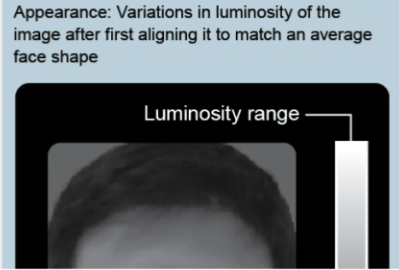 Appearance: Variations in luminosity of the
image after first aligning it to match an average
face shape
Luminosity range